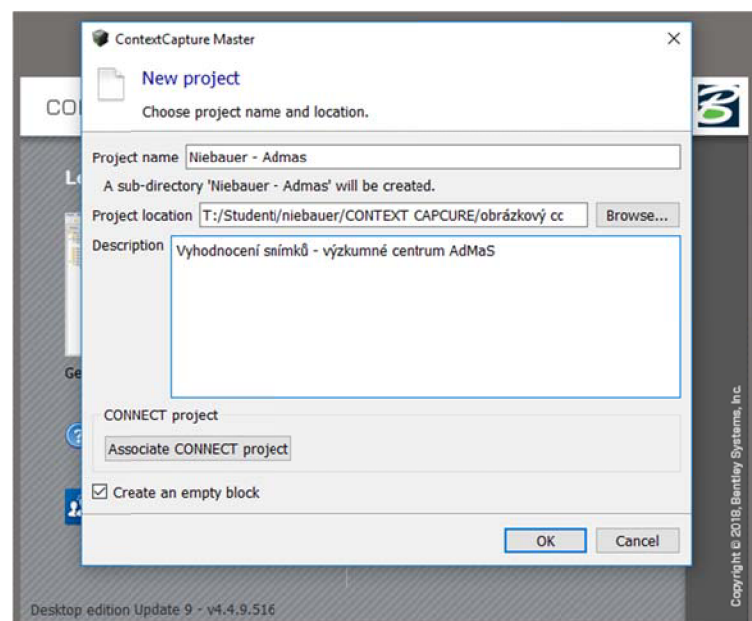 ContextCapture Master
New project
Choose project name and location.
Project name Niebauer - Admas
A sub-directory 'Niebauer - Admas' will be created.
Project location T:/Studenti/niebauer/CONTEXT CAPCURE/obrázkový cc Browse...
Description Vyhodnocení snímků - výzkumné centrum AdMaS
CONNECT project
Associate CONNECT project
Create an empty block
OK Cancel
Desktop edition Update 9 - v4.4.9.516
Copyright © 2018, Bentley Systems, Inc.